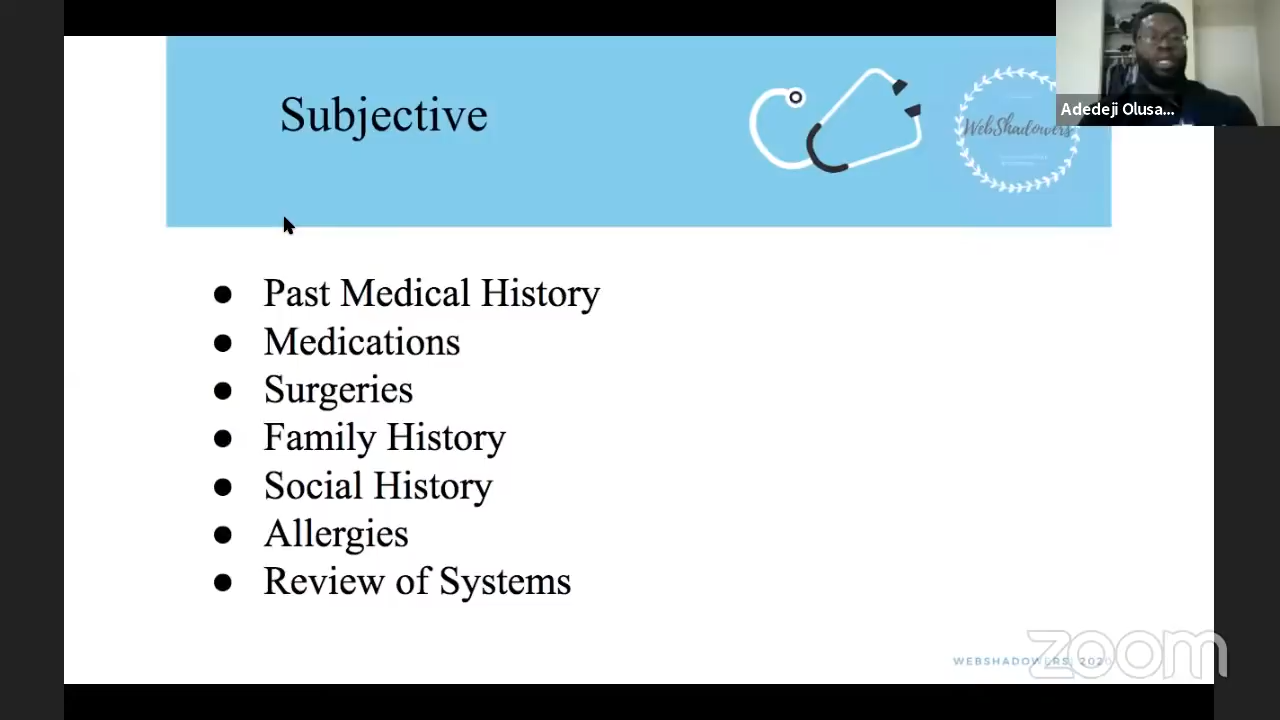 Subjective
WebShadowers
Adedeji Olusa...
● Past Medical History
● Medications
● Surgeries
● Family History
● Social History
● Allergies
● Review of Systems
WEBSHADOWERS, 2020
zoom